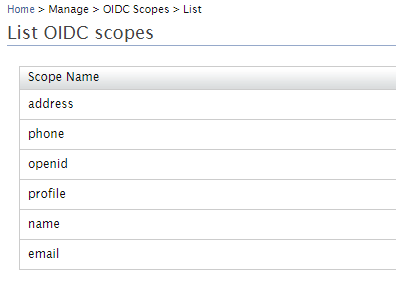 Home > Manage > OIDC Scopes > List
List OIDC scopes
Scope Name
address
phone
openid
profile
name
email